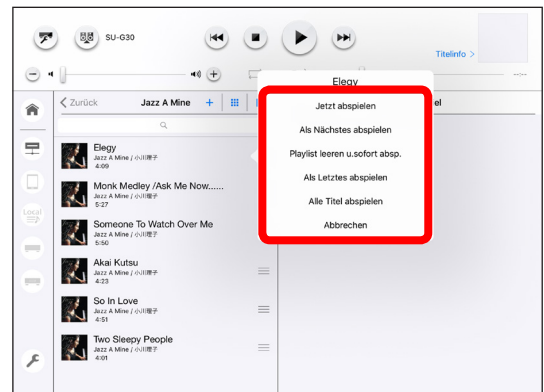 SU-G30
Titelinfo >
--:--
Zurück
Jazz A Mine
el
Elegy
Jetzt abspielen
Als Nächstes abspielen
Playlist leeren u.sofort absp.
Als Letztes abspielen
Alle Titel abspielen
Abbrechen
Elegy
Jazz A Mine / 小川理子
4:09
Monk Medley /Ask Me Now......
Jazz A Mine / 小川理子
5:27
Someone To Watch Over Me
Jazz A Mine / 小川理子
5:50
Akai Kutsu
Jazz A Mine / 小川理子
4:23
So In Love
Jazz A Mine / 小川理子
4:51
Two Sleepy People
Jazz A Mine / 小川理子
4:01
Local